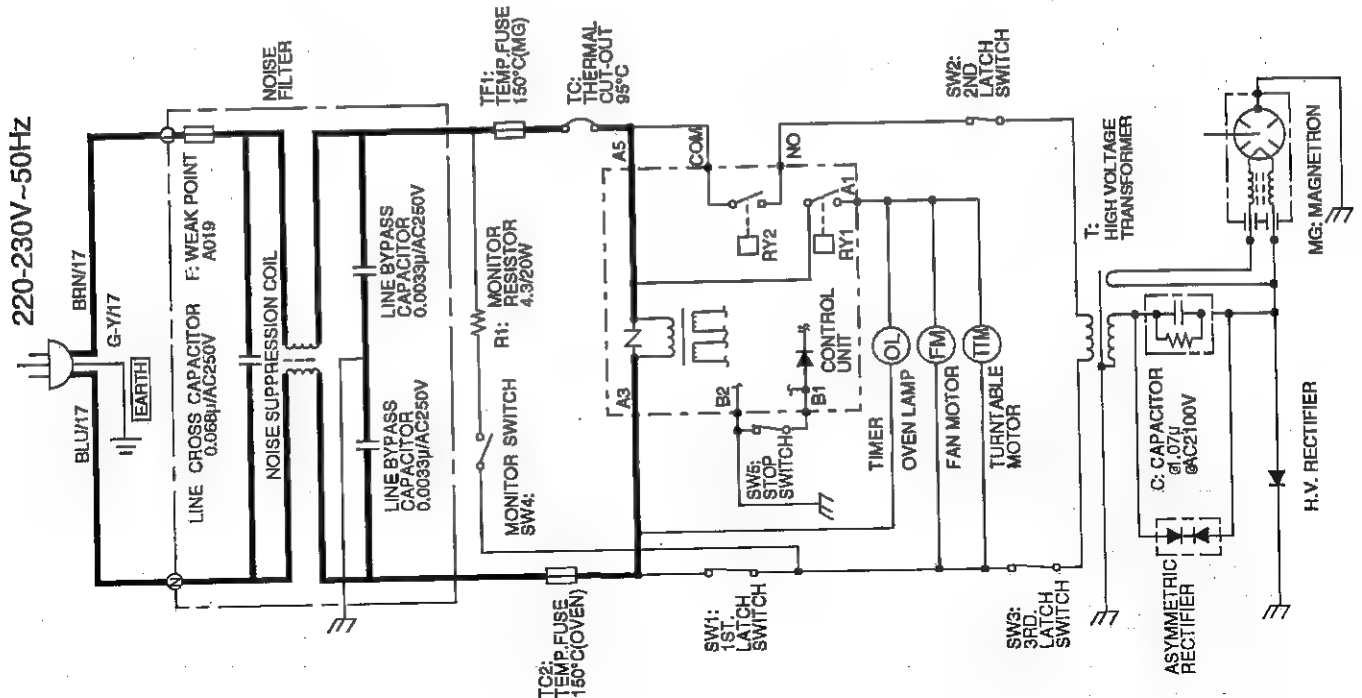 220-230V~50Hz
BLU/17
BRN/17
G-Y/17
EARTH
N
L
LINE CROSS CAPACITOR
0.068μ/AC250V
F: WEAK POINT
A019
NOISE
FILTER
NOISE SUPPRESSION COIL
LINE BYPASS
CAPACITOR
0.0033μ/AC250V
LINE BYPASS
CAPACITOR
0.0033μ/AC250V
TF1:
TEMP.FUSE
150°C(MG)
R1: MONITOR
RESISTOR
4.3/20W
MONITOR SWITCH
SW4:
TC:
THERMAL
CUT-OUT
95°C
TC2:
TEMP.FUSE
150°C(OVEN)
A3
A5
COM
NO
RY2
RY1
A1
B2
B1
CONTROL
UNIT
SW5:
STOP
SWITCH
SW1:
1ST.
LATCH
SWITCH
TIMER
OVEN LAMP
OL
FAN MOTOR
FM
TURNTABLE
MOTOR
TTM
SW2:
2ND
LATCH
SWITCH
SW3:
3RD.
LATCH
SWITCH
T:
HIGH VOLTAGE
TRANSFORMER
C: CAPACITOR
@1.07μ
@AC2100V
ASYMMETRIC
RECTIFIER
H.V. RECTIFIER
MG: MAGNETRON